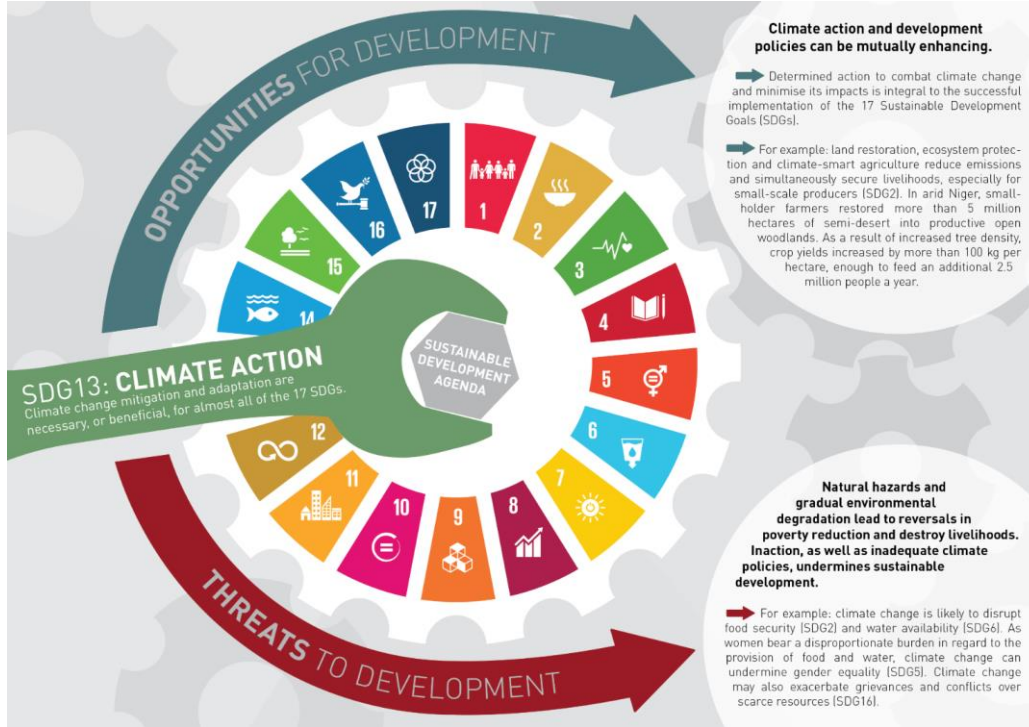 OPPORTUNITIES FOR DEVELOPMENT
Climate action and development
policies can be mutually enhancing.
Determined action to combat climate change
and minimise its impacts is integral to the successful
implementation of the 17 Sustainable Development
Goals (SDGs).
For example: land restoration, ecosystem protec-
tion and climate-smart agriculture reduce emissions
and simultaneously secure livelihoods, especially for
small-scale producers (SDG2). In arid Niger, small-
holder farmers restored more than 5 million
hectares of semi-desert into productive open
woodlands. As a result of increased tree density,
crop yields increased by more than 100 kg per
hectare, enough to feed an additional 2.5
million people a year.
1
2
3
4
5
6
7
8
9
10
11
12
14
15
16
17
SUSTAINABLE
DEVELOPMENT
AGENDA
SDG13: CLIMATE ACTION
Climate change mitigation and adaptation are
necessary, or beneficial, for almost all of the 17 SDGs.
THREATS TO DEVELOPMENT
Natural hazards and
gradual environmental
degradation lead to reversals in
poverty reduction and destroy livelihoods.
Inaction, as well as inadequate climate
policies, undermines sustainable
development.
For example: climate change is likely to disrupt
food security (SDG2) and water availability (SDG6). As
women bear a disproportionate burden in regard to the
provision of food and water, climate change can
undermine gender equality (SDG5). Climate change
may also exacerbate grievances and conflicts over
scarce resources (SDG16).